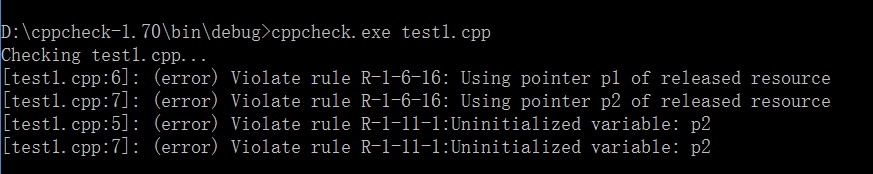 D:\cppcheck-1.70\bin\debug>cppcheck.exe test1.cpp
Checking test1.cpp...
[test1.cpp:6]: (error) Violate rule R-1-6-16: Using pointer p1 of released resource
[test1.cpp:7]: (error) Violate rule R-1-6-16: Using pointer p2 of released resource
[test1.cpp:5]: (error) Violate rule R-1-11-1:Uninitialized variable: p2
[test1.cpp:7]: (error) Violate rule R-1-11-1:Uninitialized variable: p2